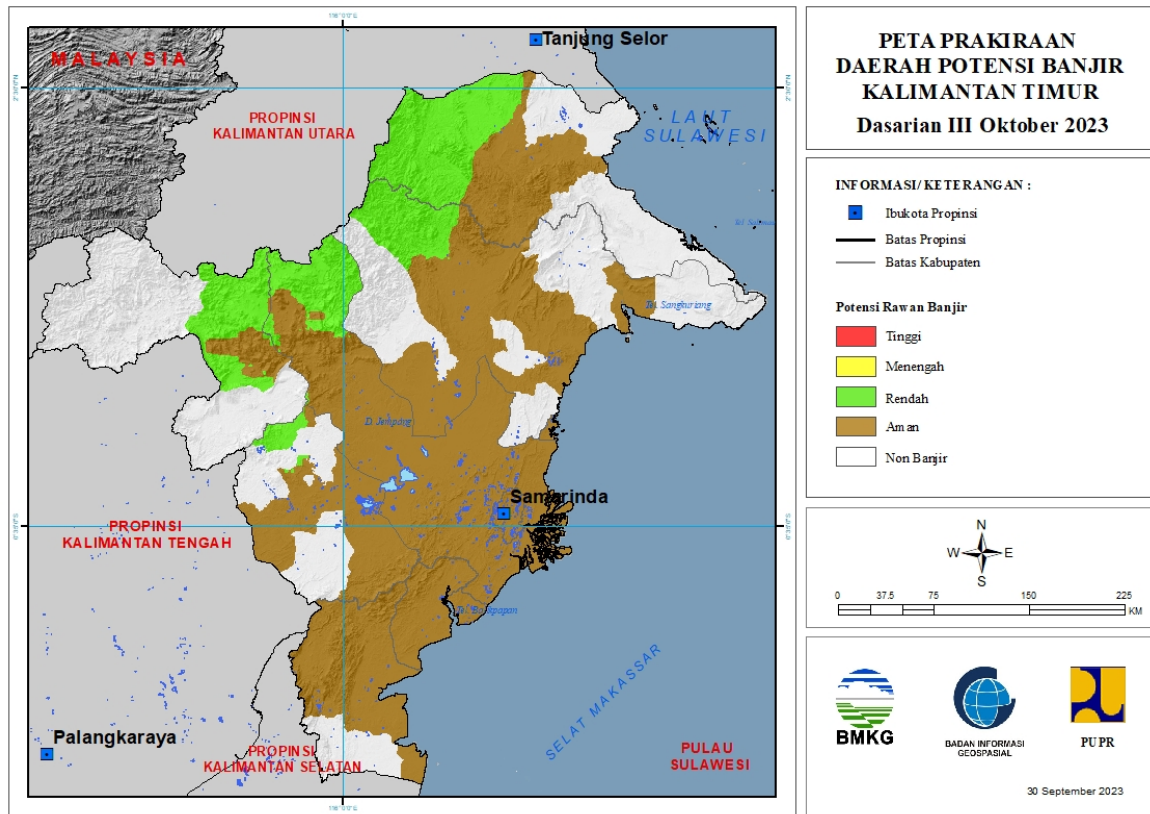 PETA PRAKIRAAN
DAERAH POTENSI BANJIR
KALIMANTAN TIMUR
Dasarian III Oktober 2023
INFORMASI/ KETERANGAN :
Ibukota Propinsi
Batas Propinsi
Batas Kabupaten
Potensi Rawan Banjir
Tinggi
Menengah
Rendah
Aman
Non Banjir
N
W E
S
0 37.5 75 150 225
KM
BMKG
BADAN INFORMASI
GEOSPASIAL
PUPR
30 September 2023
Tanjung Selor
MALAYSIA
PROPINSI
KALIMANTAN UTARA
LAUT
SULAWESI
Tel. Sangkuriang
D. Jempang
Samarinda
PROPINSI
KALIMANTAN TENGAH
Tel. Balikpapan
SELAT MAKASSAR
Palangkaraya
PROPINSI
KALIMANTAN SELATAN
PULAU
SULAWESI